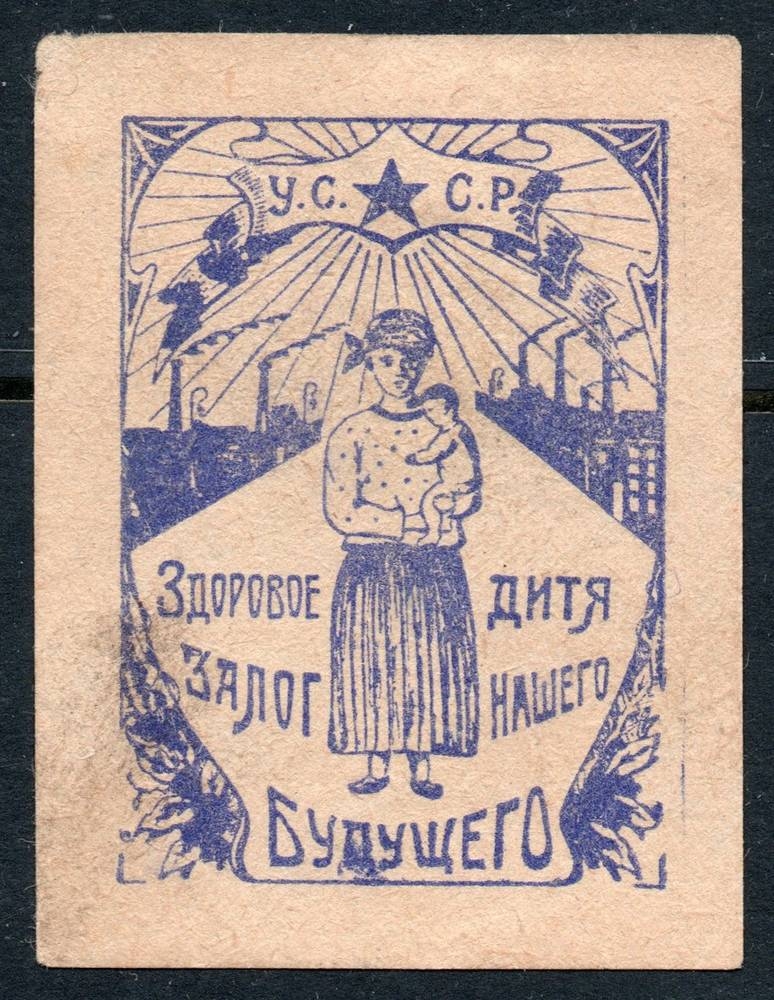 У.С. С.Р.
Здоровое дитя
залог нашего
будущего